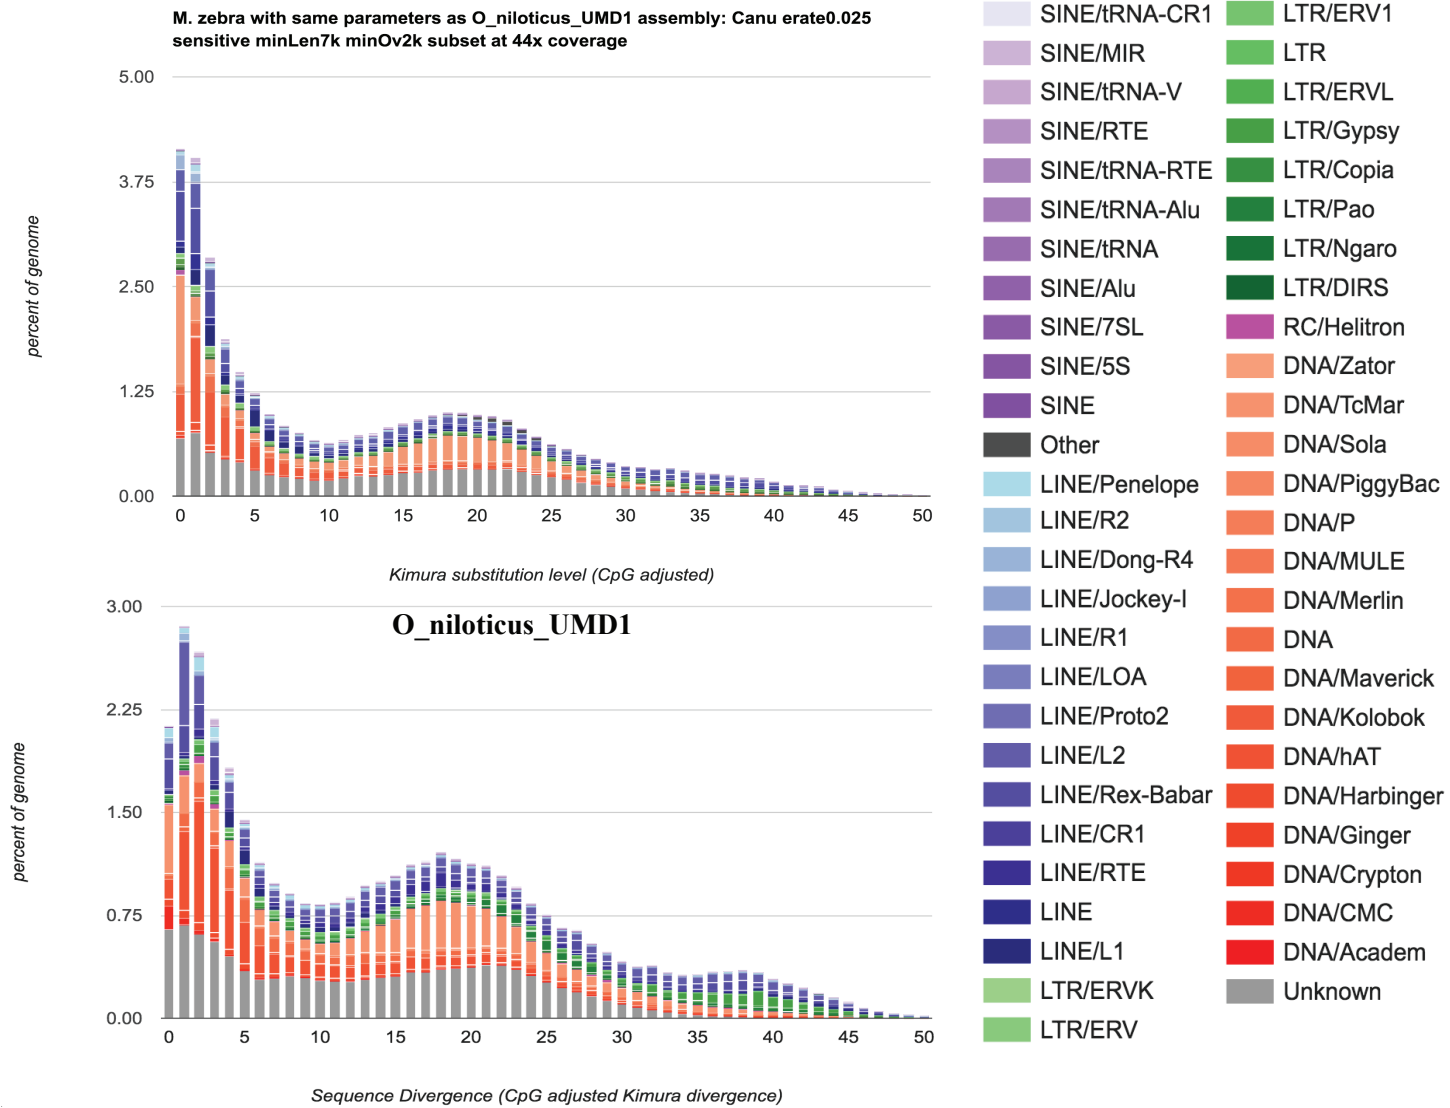 M. zebra with same parameters as O_niloticus_UMD1 assembly: Canu erate0.025
sensitive minLen7k minOv2k subset at 44x coverage
5.00
3.75
2.50
1.25
0.00
percent of genome
0 5 10 15 20 25 30 35 40 45 50
Kimura substitution level (CpG adjusted)
O_niloticus_UMD1
3.00
2.25
1.50
0.75
0.00
percent of genome
0 5 10 15 20 25 30 35 40 45 50
Sequence Divergence (CpG adjusted Kimura divergence)
SINE/tRNA-CR1
SINE/MIR
SINE/tRNA-V
SINE/RTE
SINE/tRNA-RTE
SINE/tRNA-Alu
SINE/tRNA
SINE/Alu
SINE/7SL
SINE/5S
SINE
Other
LINE/Penelope
LINE/R2
LINE/Dong-R4
LINE/Jockey-I
LINE/R1
LINE/LOA
LINE/Proto2
LINE/L2
LINE/Rex-Babar
LINE/CR1
LINE/RTE
LINE
LINE/L1
LTR/ERVK
LTR/ERV
LTR/ERV1
LTR
LTR/ERVL
LTR/Gypsy
LTR/Copia
LTR/Pao
LTR/Ngaro
LTR/DIRS
RC/Helitron
DNA/Zator
DNA/TcMar
DNA/Sola
DNA/PiggyBac
DNA/P
DNA/MULE
DNA/Merlin
DNA
DNA/Maverick
DNA/Kolobok
DNA/hAT
DNA/Harbinger
DNA/Ginger
DNA/Crypton
DNA/CMC
DNA/Academ
Unknown